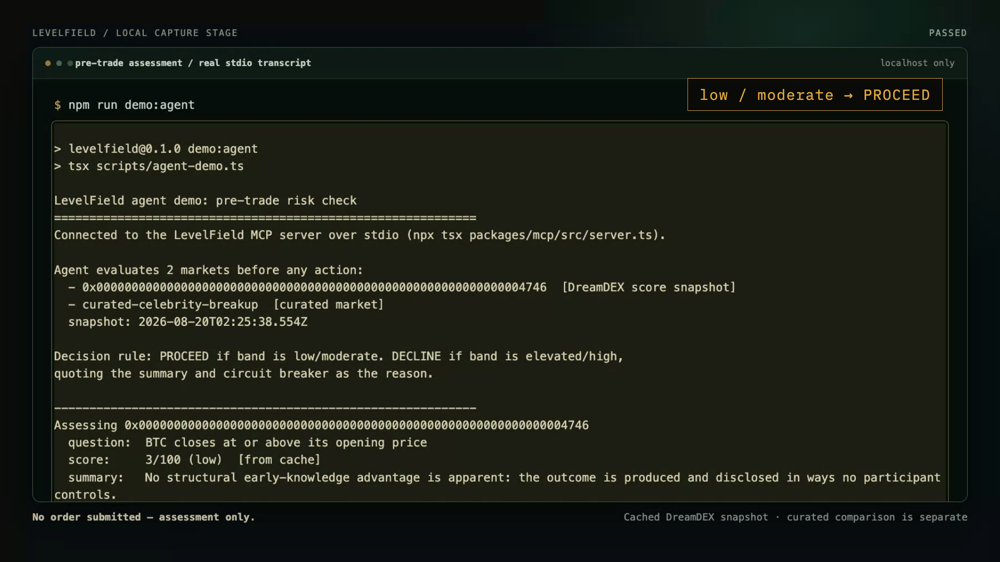 LEVELFIELD / LOCAL CAPTURE STAGE
PASSED
pre-trade assessment / real stdio transcript
localhost only
low / moderate → PROCEED
$ npm run demo:agent
> levelfield@0.1.0 demo:agent
> tsx scripts/agent-demo.ts
LevelField agent demo: pre-trade risk check
============================================================
Connected to the LevelField MCP server over stdio (npx tsx packages/mcp/src/server.ts).
Agent evaluates 2 markets before any action:
– 0x0000000000000000000000000000000000000000000000000000000000004746 [DreamDEX score snapshot]
– curated-celebrity-breakup [curated market]
snapshot: 2026-08-20T02:25:38.554Z
Decision rule: PROCEED if band is low/moderate. DECLINE if band is elevated/high,
quoting the summary and circuit breaker as the reason.
────────────────────────────────────────────────────────────
Assessing 0x0000000000000000000000000000000000000000000000000000000000004746
question: BTC closes at or above its opening price
score: 3/100 (low) [from cache]
summary: No structural early-knowledge advantage is apparent: the outcome is produced and disclosed in ways no participant
controls.
No order submitted — assessment only.
Cached DreamDEX snapshot · curated comparison is separate